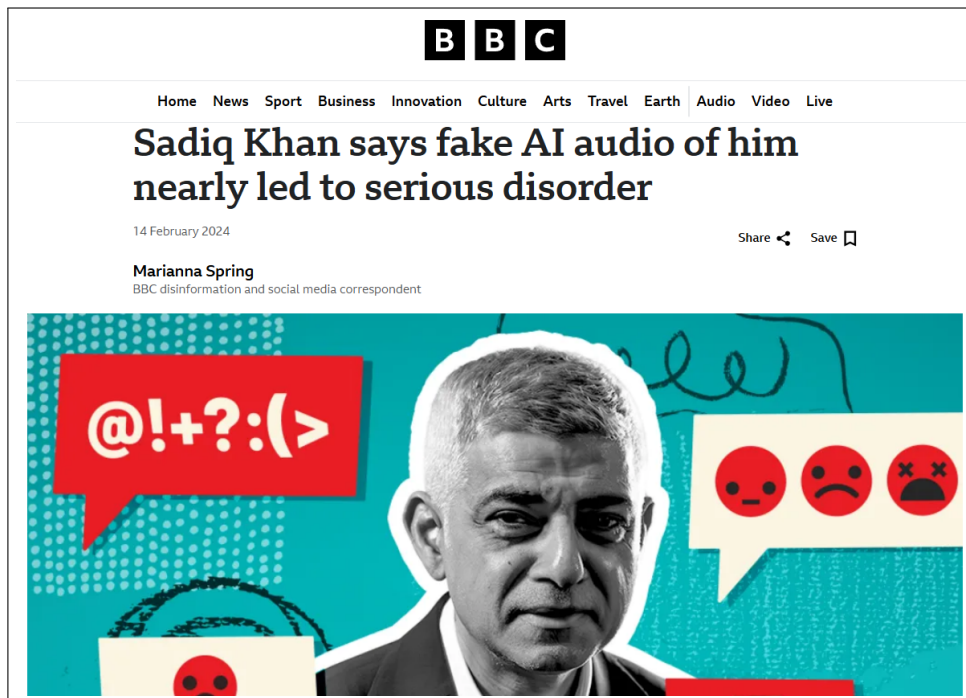 BBC
Home News Sport Business Innovation Culture Arts Travel Earth Audio Video Live
Sadiq Khan says fake AI audio of him
nearly led to serious disorder
14 February 2024
Share Save
Marianna Spring
BBC disinformation and social media correspondent
@!+?:(>